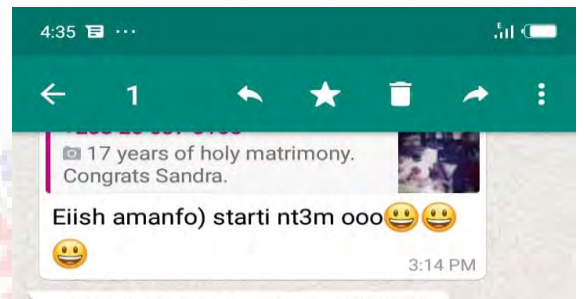 4:35
1
17 years of holy matrimony.
Congrats Sandra.
Eiish amanfo) starti nt3m ooo😃😃
😃
3:14 PM